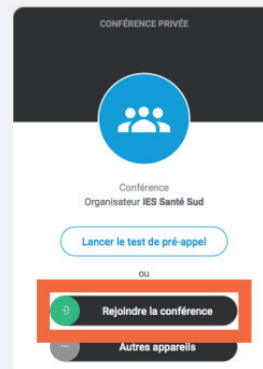 CONFÉRENCE PRIVÉE
Conférence
Organisateur IES Santé Sud
Lancer le test de pré-appel
ou
Rejoindre la conférence
Autres appareils